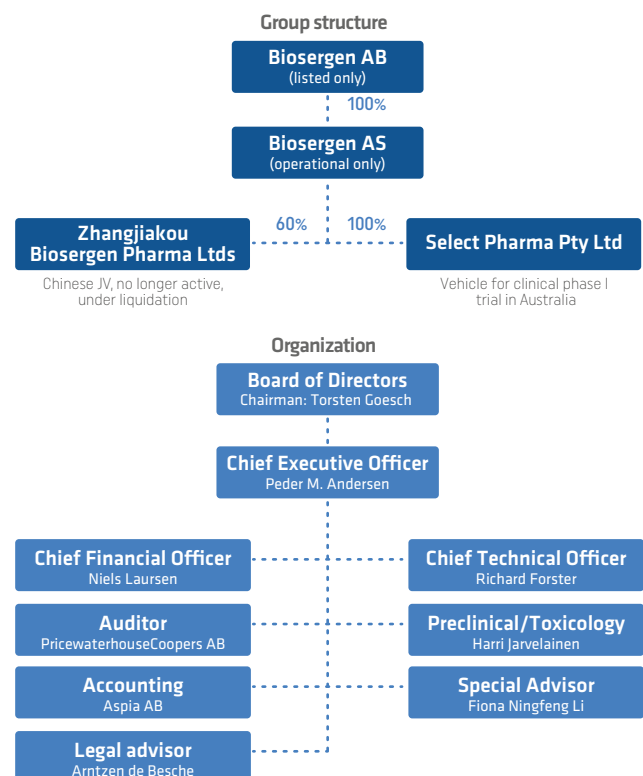 Group structure
Biosergen AB
(listed only)
100%
Biosergen AS
(operational only)
60%
100%
Zhangjiakou
Biosergen Pharma Ltds
Select Pharma Pty Ltd
Chinese JV, no longer active,
under liquidation
Vehicle for clinical phase I
trial in Australia
Organization
Board of Directors
Chairman: Torsten Goesch
Chief Executive Officer
Peder M. Andersen
Chief Financial Officer
Niels Laursen
Chief Technical Officer
Richard Forster
Auditor
PricewaterhouseCoopers AB
Preclinical/Toxicology
Harri Jarvelainen
Accounting
Aspia AB
Special Advisor
Fiona Ningfeng Li
Legal advisor
Arntzen de Besche